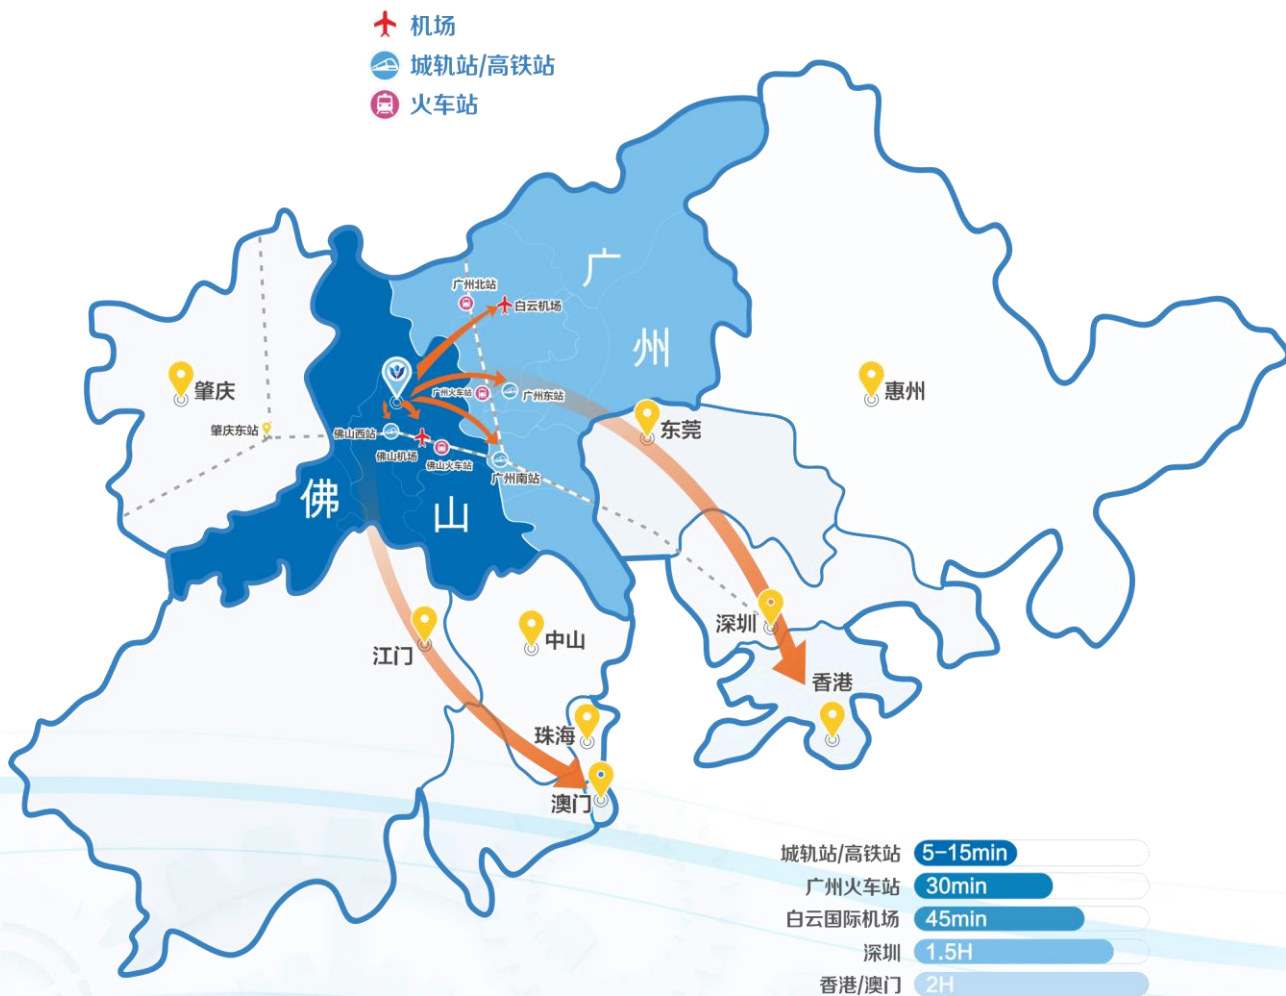 机场
城轨站/高铁站
火车站
广
州
广州北站
白云机场
肇庆
惠州
广州火车站
广州东站
东莞
肇庆东站
佛山西站
佛山机场
佛山火车站
广州南站
佛
山
深圳
江门
中山
香港
珠海
澳门
城轨站/高铁站 5-15min
广州火车站 30min
白云国际机场 45min
深圳 1.5H
香港/澳门 2H